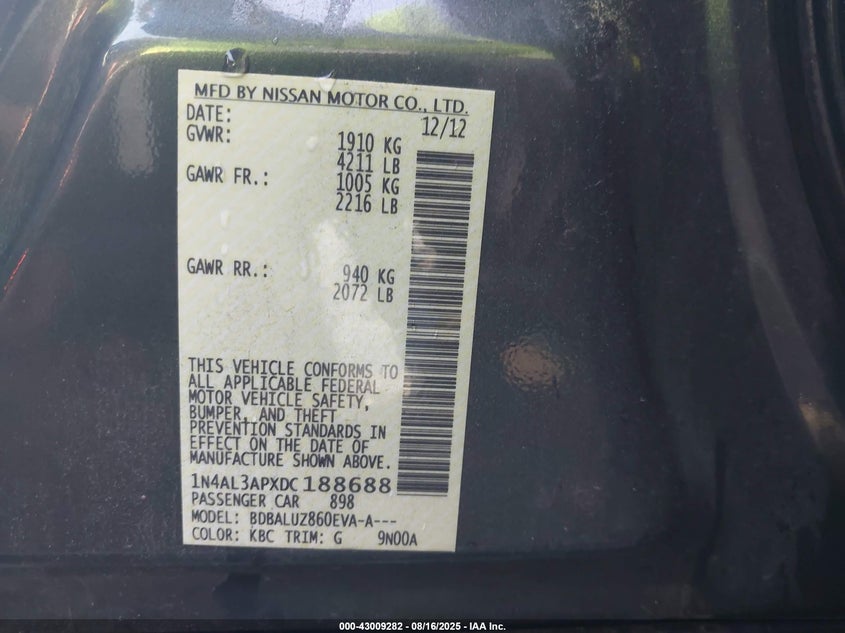 MFD BY NISSAN MOTOR CO., LTD.
DATE: 12/12
GVWR: 1910 KG
4211 LB
GAWR FR.: 1005 KG
2216 LB
GAWR RR.: 940 KG
2072 LB
THIS VEHICLE CONFORMS TO
ALL APPLICABLE FEDERAL
MOTOR VEHICLE SAFETY,
BUMPER, AND THEFT
PREVENTION STANDARDS IN
EFFECT ON THE DATE OF
MANUFACTURE SHOWN ABOVE.
1N4AL3APXDC188688
PASSENGER CAR 898
MODEL: BDBALUZ860EVA-A---
COLOR: KBC TRIM: G 9N00A
000-43009282 - 08/16/2025 - IAA Inc.